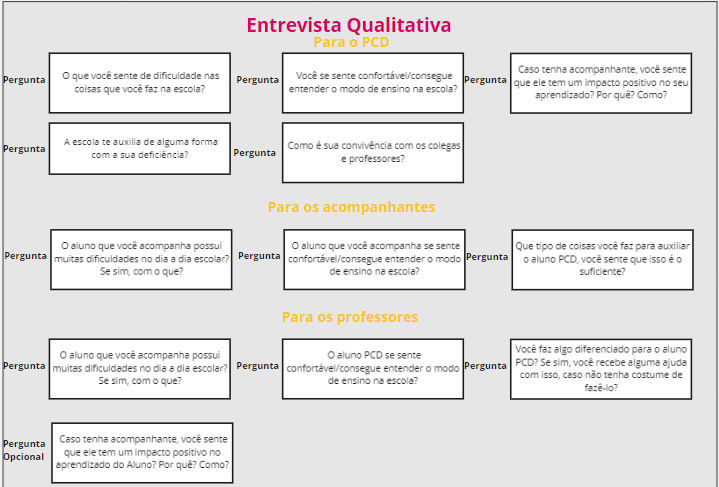 Entrevista Qualitativa
Para o PCD
Pergunta
O que você sente de dificuldade nas
coisas que você faz na escola?
Pergunta
Você se sente confortável/consegue
entender o modo de ensino na escola?
Pergunta
Caso tenha acompanhante, você sente
que ele tem um impacto positivo no seu
aprendizado? Por quê? Como?
Pergunta
A escola te auxilia de alguma forma
com a sua deficiência?
Pergunta
Como é sua convivência com os colegas
e professores?
Para os acompanhantes
Pergunta
O aluno que você acompanha possui
muitas dificuldades no dia a dia escolar?
Se sim, com o que?
Pergunta
O aluno que você acompanha se sente
confortável/consegue entender o modo
de ensino na escola?
Pergunta
Que tipo de coisas você faz para auxiliar
o aluno PCD, você sente que isso é o
suficiente?
Para os professores
Pergunta
O aluno que você acompanha possui
muitas dificuldades no dia a dia escolar?
Se sim, com o que?
Pergunta
O aluno PCD se sente
confortável/consegue entender o modo
de ensino na escola?
Pergunta
Você faz algo diferenciado para o aluno
PCD? Se sim, você recebe alguma ajuda
com isso, caso não tenha costume de
fazê-lo?
Pergunta
Opcional
Caso tenha acompanhante, você sente
que ele tem um impacto positivo no
aprendizado do Aluno? Por quê? Como?